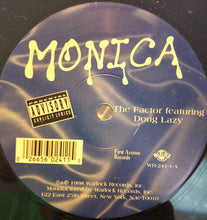 MONICA
PARENTAL
ADVISORY
EXPLICIT LYRICS
The Factor featuring
Doug Lazy
First Avenue
Records
WR-241-1-A
℗© 1998 Warlock Records, Inc.
Manufactured by Warlock Records, Inc.
122 East 25th Street, New York, N.Y. 10010